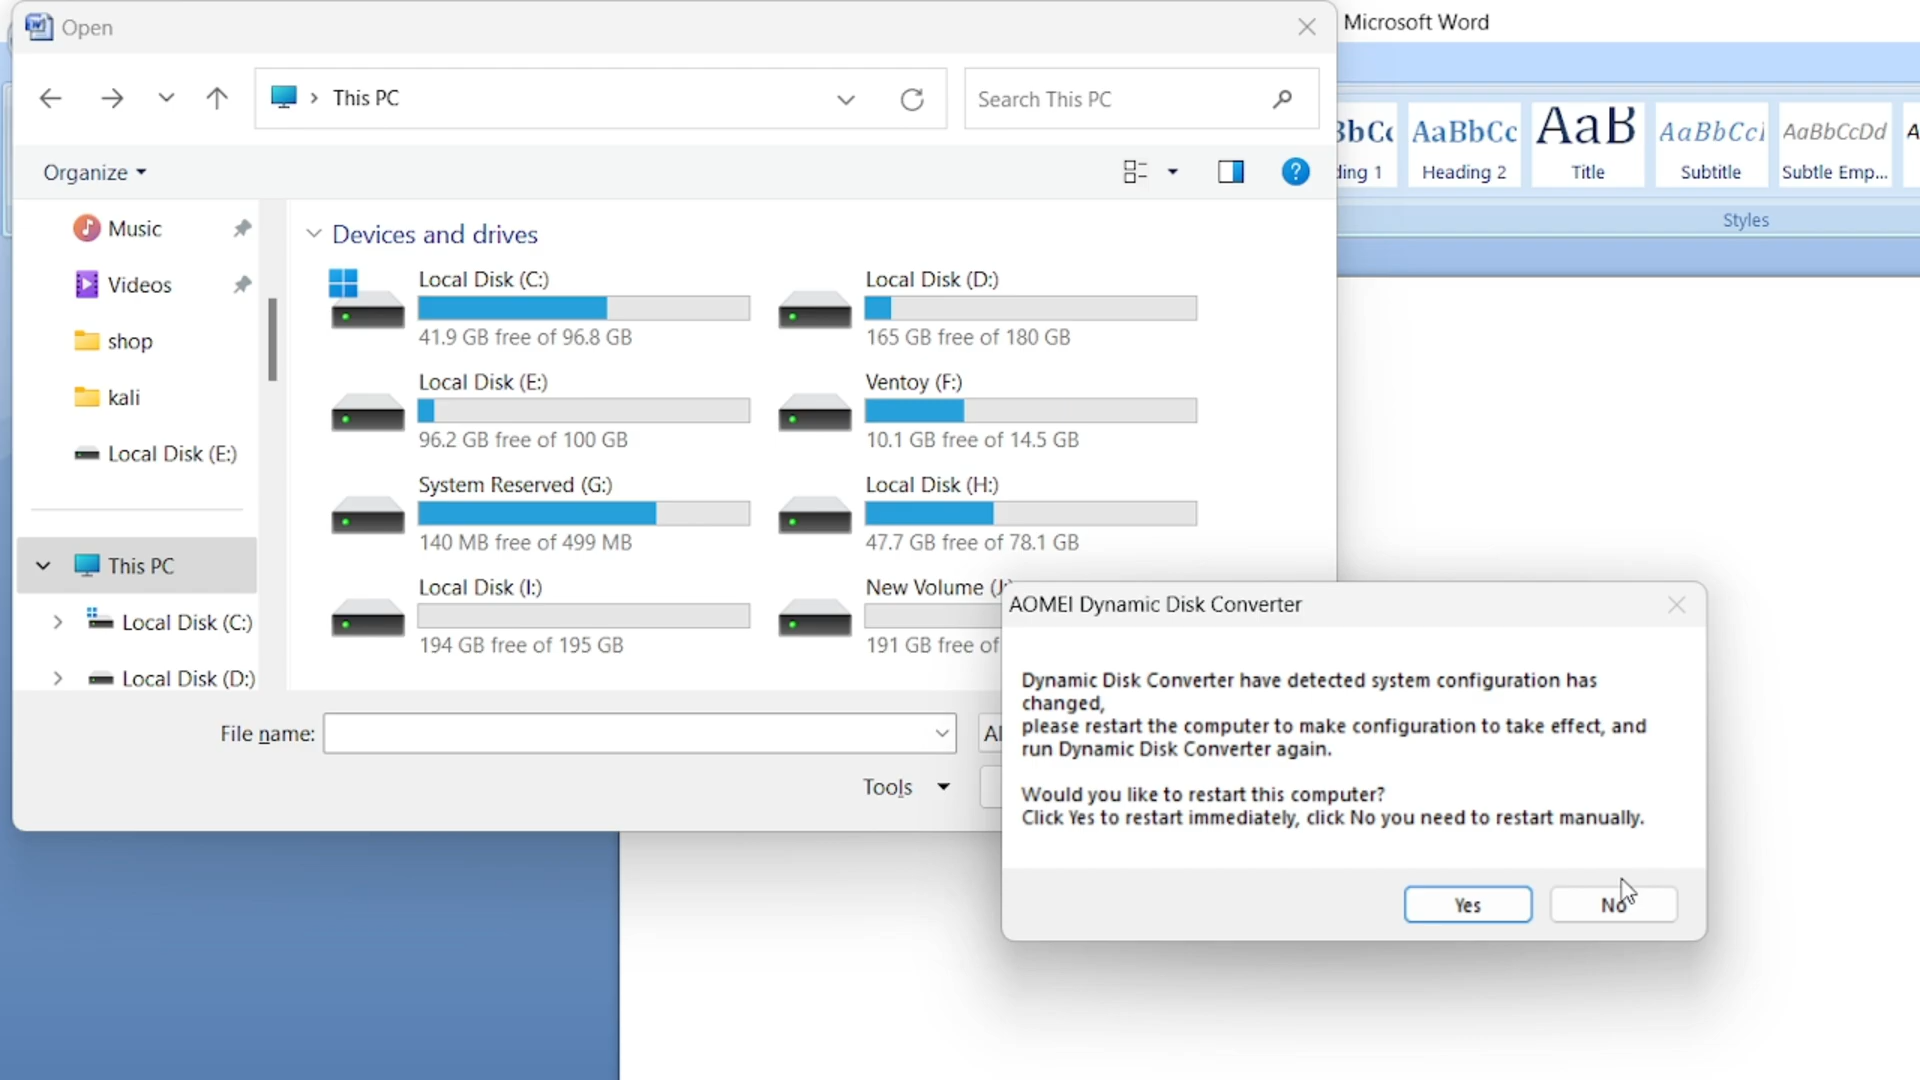 Open
Microsoft Word
This PC
Search This PC
Organize
AaBbCc
AaB
AaBbCcDd
ding 1
Heading 2
Title
Subtitle
Subtle Emp...
Styles
Music
Videos
shop
kali
Local Disk (E:)
This PC
Local Disk (C:)
Local Disk (D:)
Devices and drives
Local Disk (C:)
41.9 GB free of 96.8 GB
Local Disk (D:)
165 GB free of 180 GB
Local Disk (E:)
96.2 GB free of 100 GB
Ventoy (F:)
10.1 GB free of 14.5 GB
System Reserved (G:)
140 MB free of 499 MB
Local Disk (H:)
47.7 GB free of 78.1 GB
Local Disk (I:)
194 GB free of 195 GB
New Volume
191 GB free of
File name:
Tools
AOMEI Dynamic Disk Converter
Dynamic Disk Converter have detected system configuration has
changed,
please restart the computer to make configuration to take effect, and
run Dynamic Disk Converter again.
Would you like to restart this computer?
Click Yes to restart immediately, click No you need to restart manually.
Yes
No